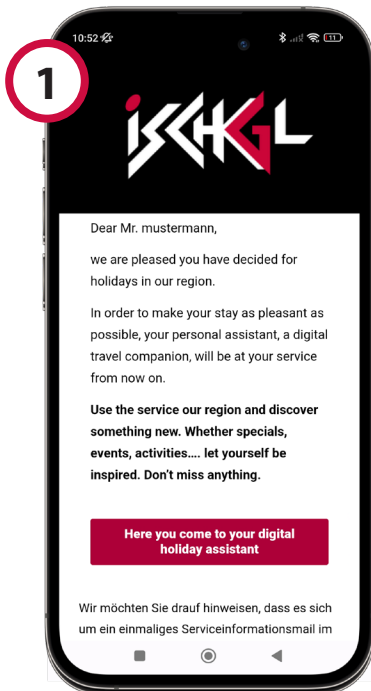 10:52
11
1
ISCHGL
Dear Mr. mustermann,
we are pleased you have decided for
holidays in our region.
In order to make your stay as pleasant as
possible, your personal assistant, a digital
travel companion, will be at your service
from now on.
Use the service our region and discover
something new. Whether specials,
events, activities.... let yourself be
inspired. Don't miss anything.
Here you come to your digital
holiday assistant
Wir möchten Sie drauf hinweisen, dass es sich
um ein einmaliges Serviceinformationsmail im